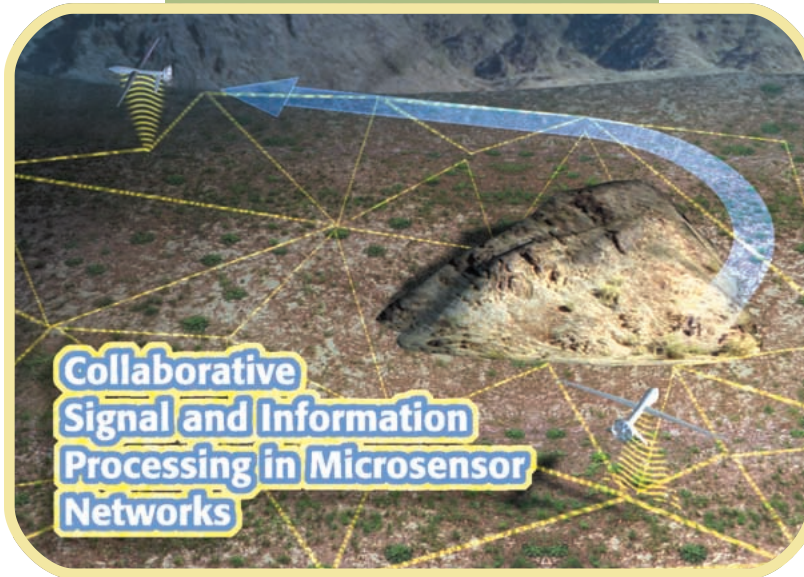 Collaborative
Signal and Information
Processing in Microsensor
Networks